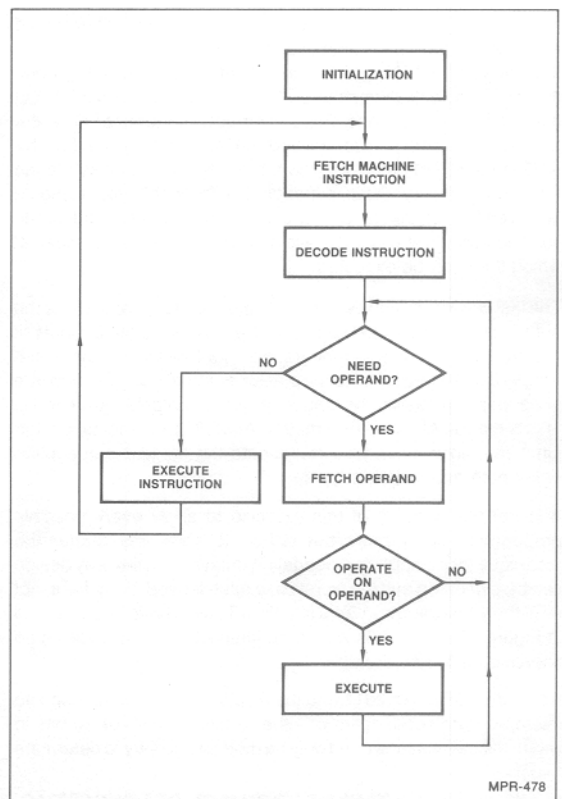 INITIALIZATION
FETCH MACHINE
INSTRUCTION
DECODE INSTRUCTION
NEED
OPERAND?
NO
YES
EXECUTE
INSTRUCTION
FETCH OPERAND
OPERATE
ON
OPERAND?
NO
YES
EXECUTE
MPR-478